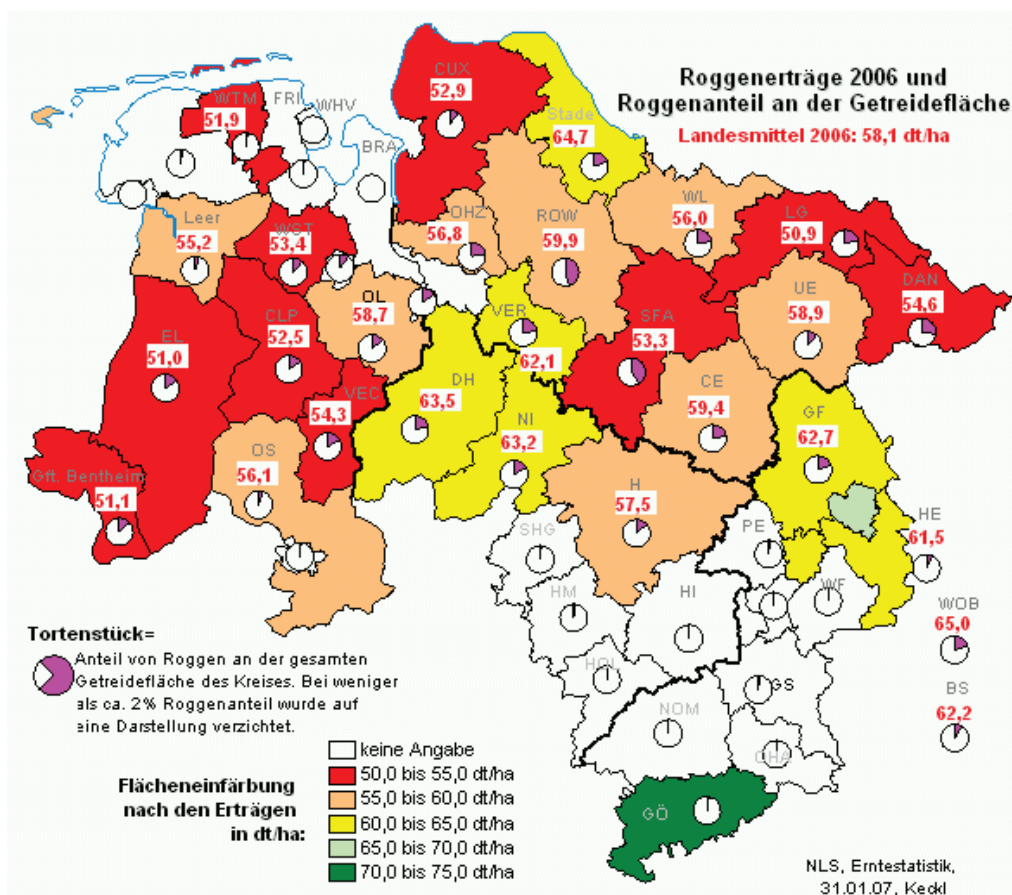 Roggenerträge 2006 und
Roggenanteil an der Getreidefläche
Landesmittel 2006: 58,1 dt/ha
CUX
52,9
WTM
51,9
FRI
WHV
BRA
Stade
64,7
Leer
55,2
WST
53,4
OHZ
56,8
ROW
59,9
WL
56,0
LG
50,9
DAN
54,6
UE
58,9
EL
51,0
CLP
52,5
OL
58,7
VER
62,1
SFA
53,3
CE
59,4
VEC
54,3
DH
63,5
NI
63,2
GF
62,7
OS
56,1
Gft. Bentheim
51,1
H
57,5
SHG
PE
HE
61,5
HM
HI
WF
WOB
65,0
HOL
GS
BS
62,2
NOM
OHA
GÖ
Tortenstück=
Anteil von Roggen an der gesamten
Getreidefläche des Kreises. Bei weniger
als ca. 2% Roggenanteil wurde auf
eine Darstellung verzichtet.
Flächeneinfärbung
nach den Erträgen
in dt/ha:
keine Angabe
50,0 bis 55,0 dt/ha
55,0 bis 60,0 dt/ha
60,0 bis 65,0 dt/ha
65,0 bis 70,0 dt/ha
70,0 bis 75,0 dt/ha
NLS, Erntestatistik,
31.01.07, Keckl